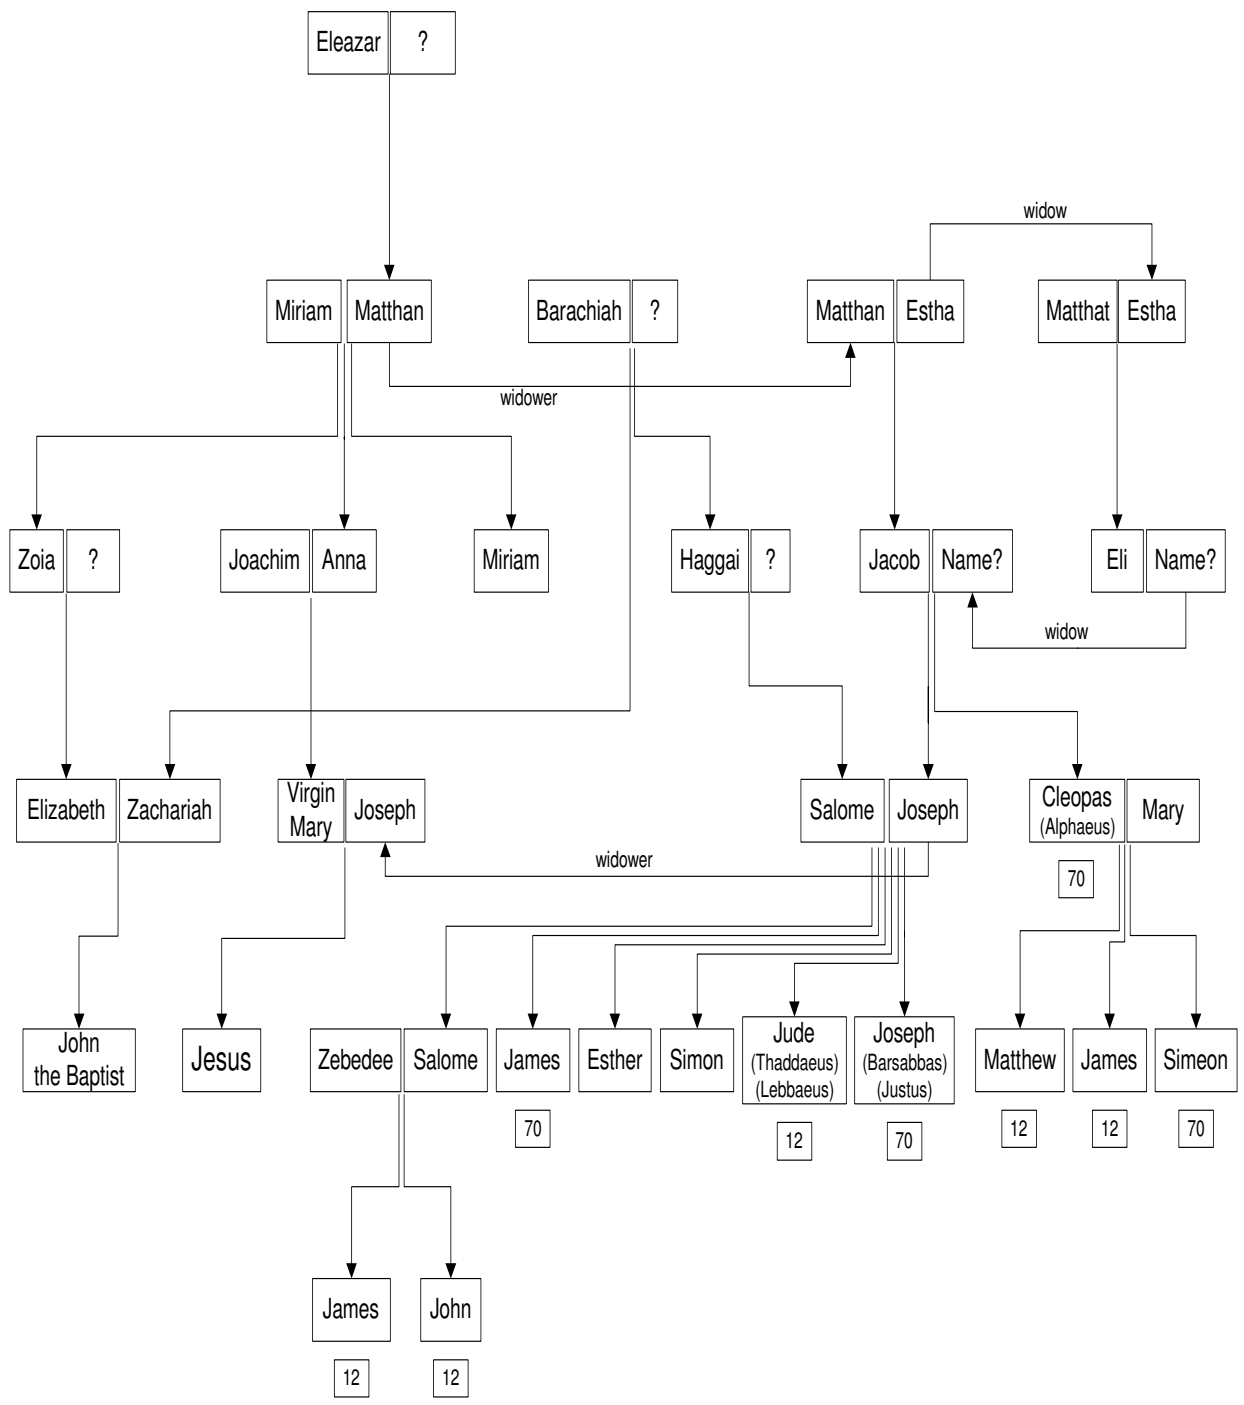 Eleazar ?
widow
Miriam Matthan Barachiah ? Matthan Estha Matthat Estha
widower
Zoia ? Joachim Anna Miriam Haggai ? Jacob Name? Eli Name?
widow
Elizabeth Zachariah Virgin
Mary Joseph Salome Joseph Cleopas
(Alphaeus) Mary
widower
70
John
the Baptist Jesus Zebedee Salome James Esther Simon Jude
(Thaddaeus)
(Lebbaeus) Joseph
(Barsabbas)
(Justus) Matthew James Simeon
70 12 70 12 12 70
James John
12 12